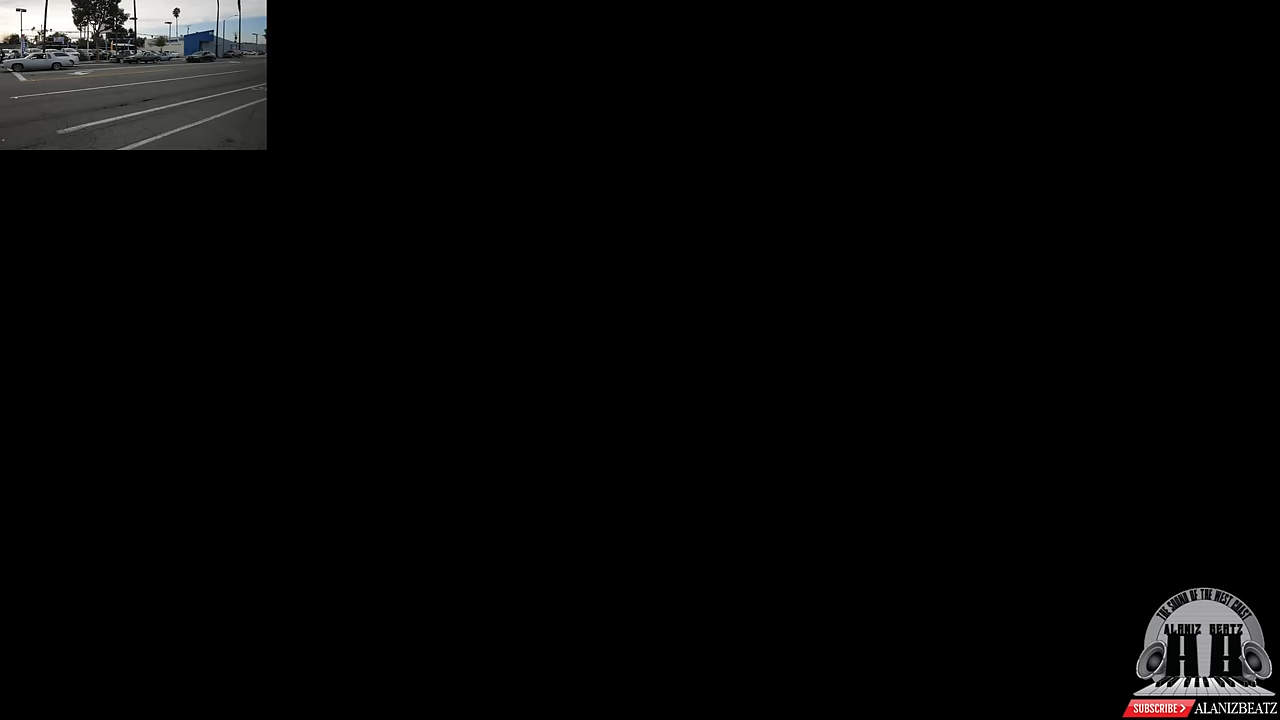 THE SOUND OF THE WEST COAST
ALANIZ BEATZ
AB
SUBSCRIBE >
ALANIZBEATZ